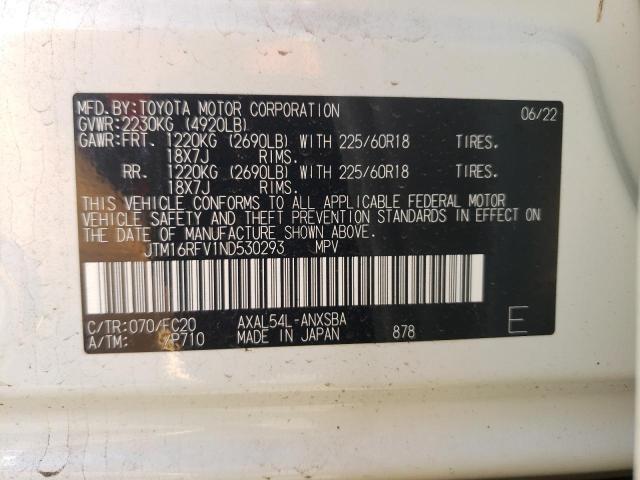 MFD. BY:TOYOTA MOTOR CORPORATION 06/22
GVWR:2230KG (4920LB)
GAWR:FRT. 1220KG (2690LB) WITH 225/60R18 TIRES.
18X7J RIMS.
RR. 1220KG (2690LB) WITH 225/60R18 TIRES.
18X7J RIMS.
THIS VEHICLE CONFORMS TO ALL APPLICABLE FEDERAL MOTOR
VEHICLE SAFETY AND THEFT PREVENTION STANDARDS IN EFFECT ON
THE DATE OF MANUFACTURE SHOWN ABOVE.
JTM16RFV1ND530293 MPV
C/TR:070/FC20 AXAL54L-ANXSBA
A/TM: /P710 MADE IN JAPAN 878 E